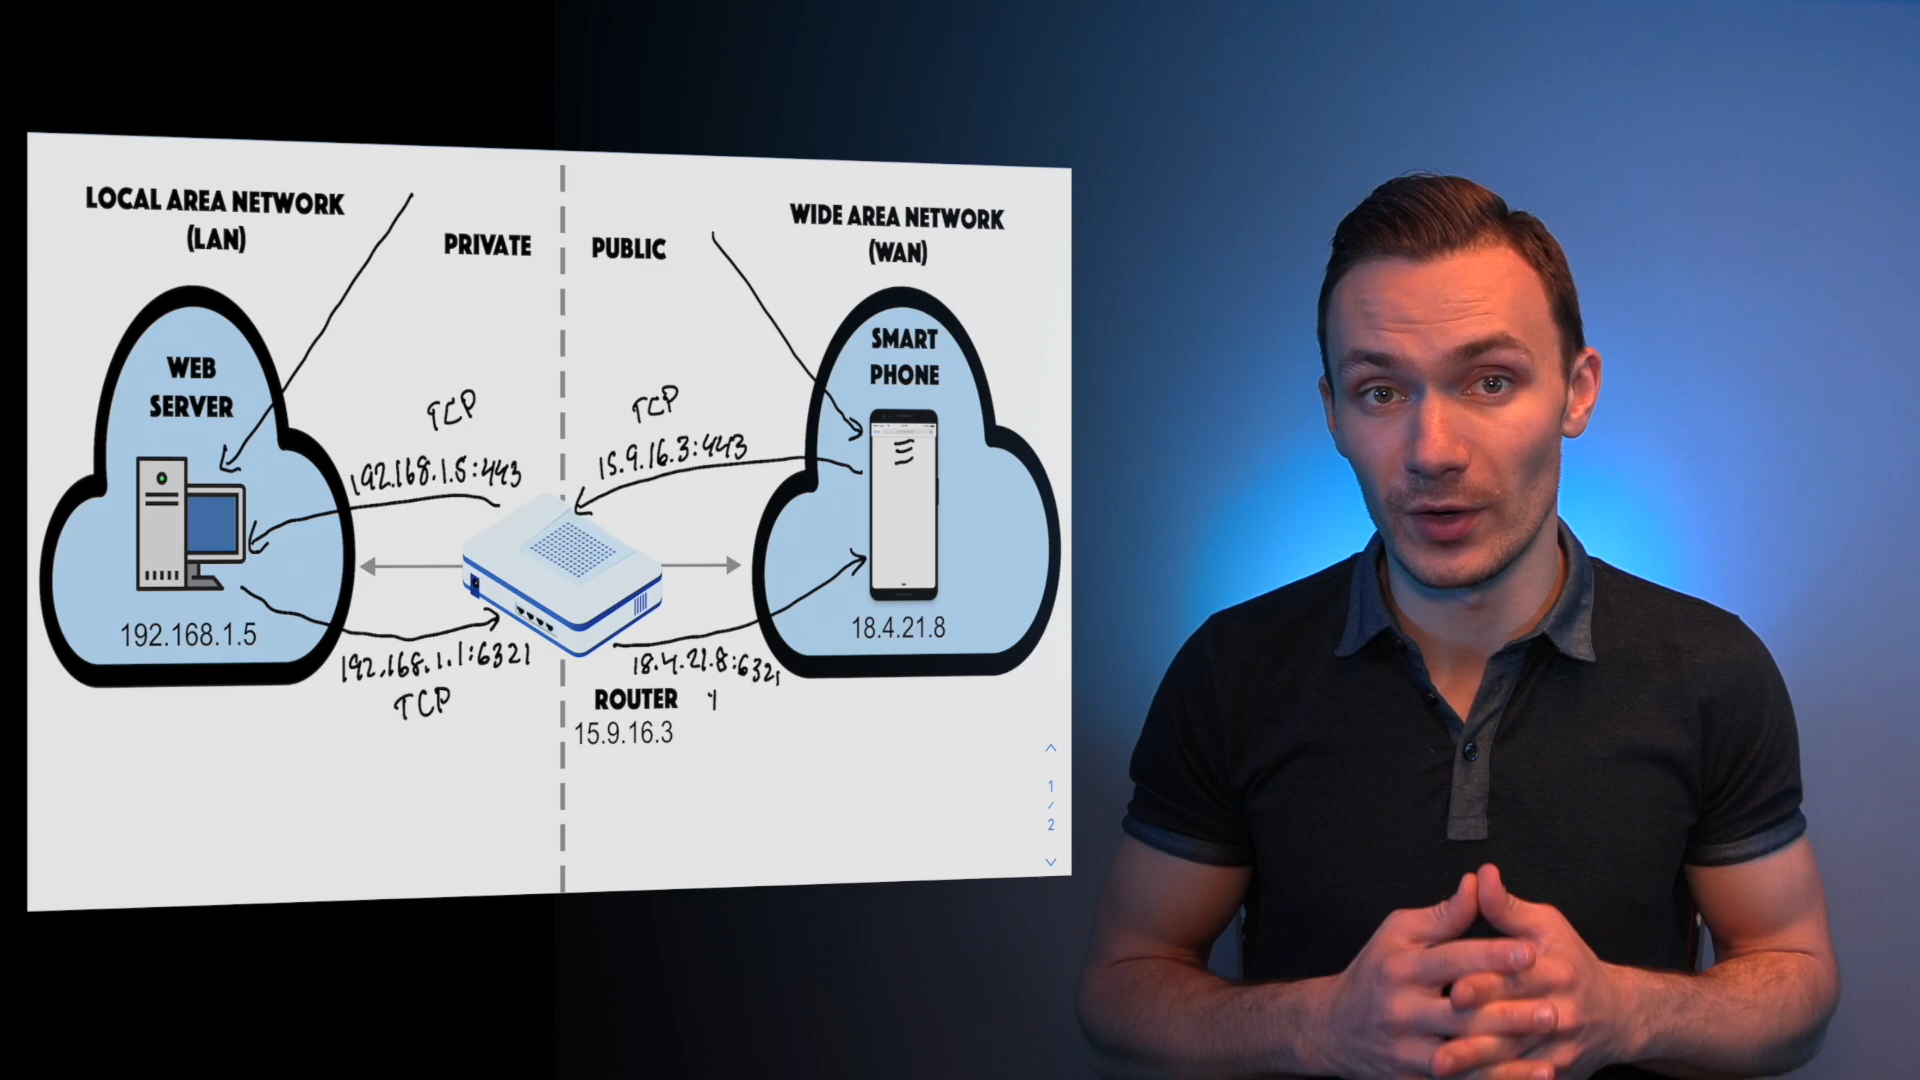 LOCAL AREA NETWORK
(LAN)
PRIVATE
PUBLIC
WIDE AREA NETWORK
(WAN)
WEB
SERVER
SMART
PHONE
TCP
TCP
192.168.1.5:443
15.9.16.3:443
192.168.1.5
18.4.21.8
192.168.1.1:6321
18.4.21.8:632,
TCP
ROUTER
15.9.16.3
1
/
2